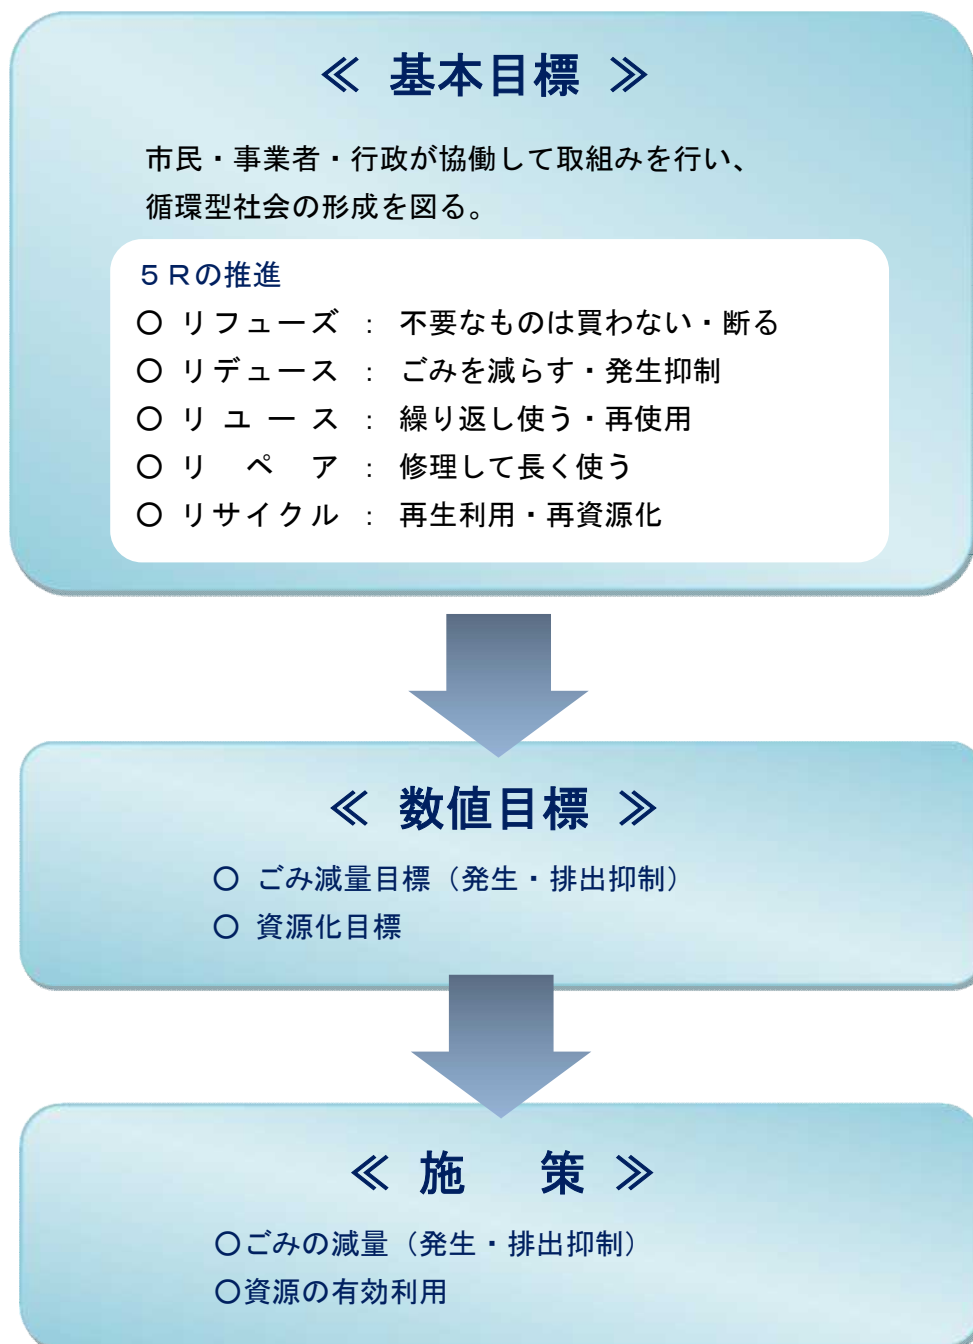 ≪ 基本目標 ≫
市民・事業者・行政が協働して取組みを行い、
循環型社会の形成を図る。
５Ｒの推進
○ リフューズ ： 不要なものは買わない・断る
○ リデュース ： ごみを減らす・発生抑制
○ リ ユ ー ス ： 繰り返し使う・再使用
○ リ　ペ　ア ： 修理して長く使う
○ リサイクル ： 再生利用・再資源化
≪ 数値目標 ≫
○ ごみ減量目標（発生・排出抑制）
○ 資源化目標
≪ 施　策 ≫
○ごみの減量（発生・排出抑制）
○資源の有効利用